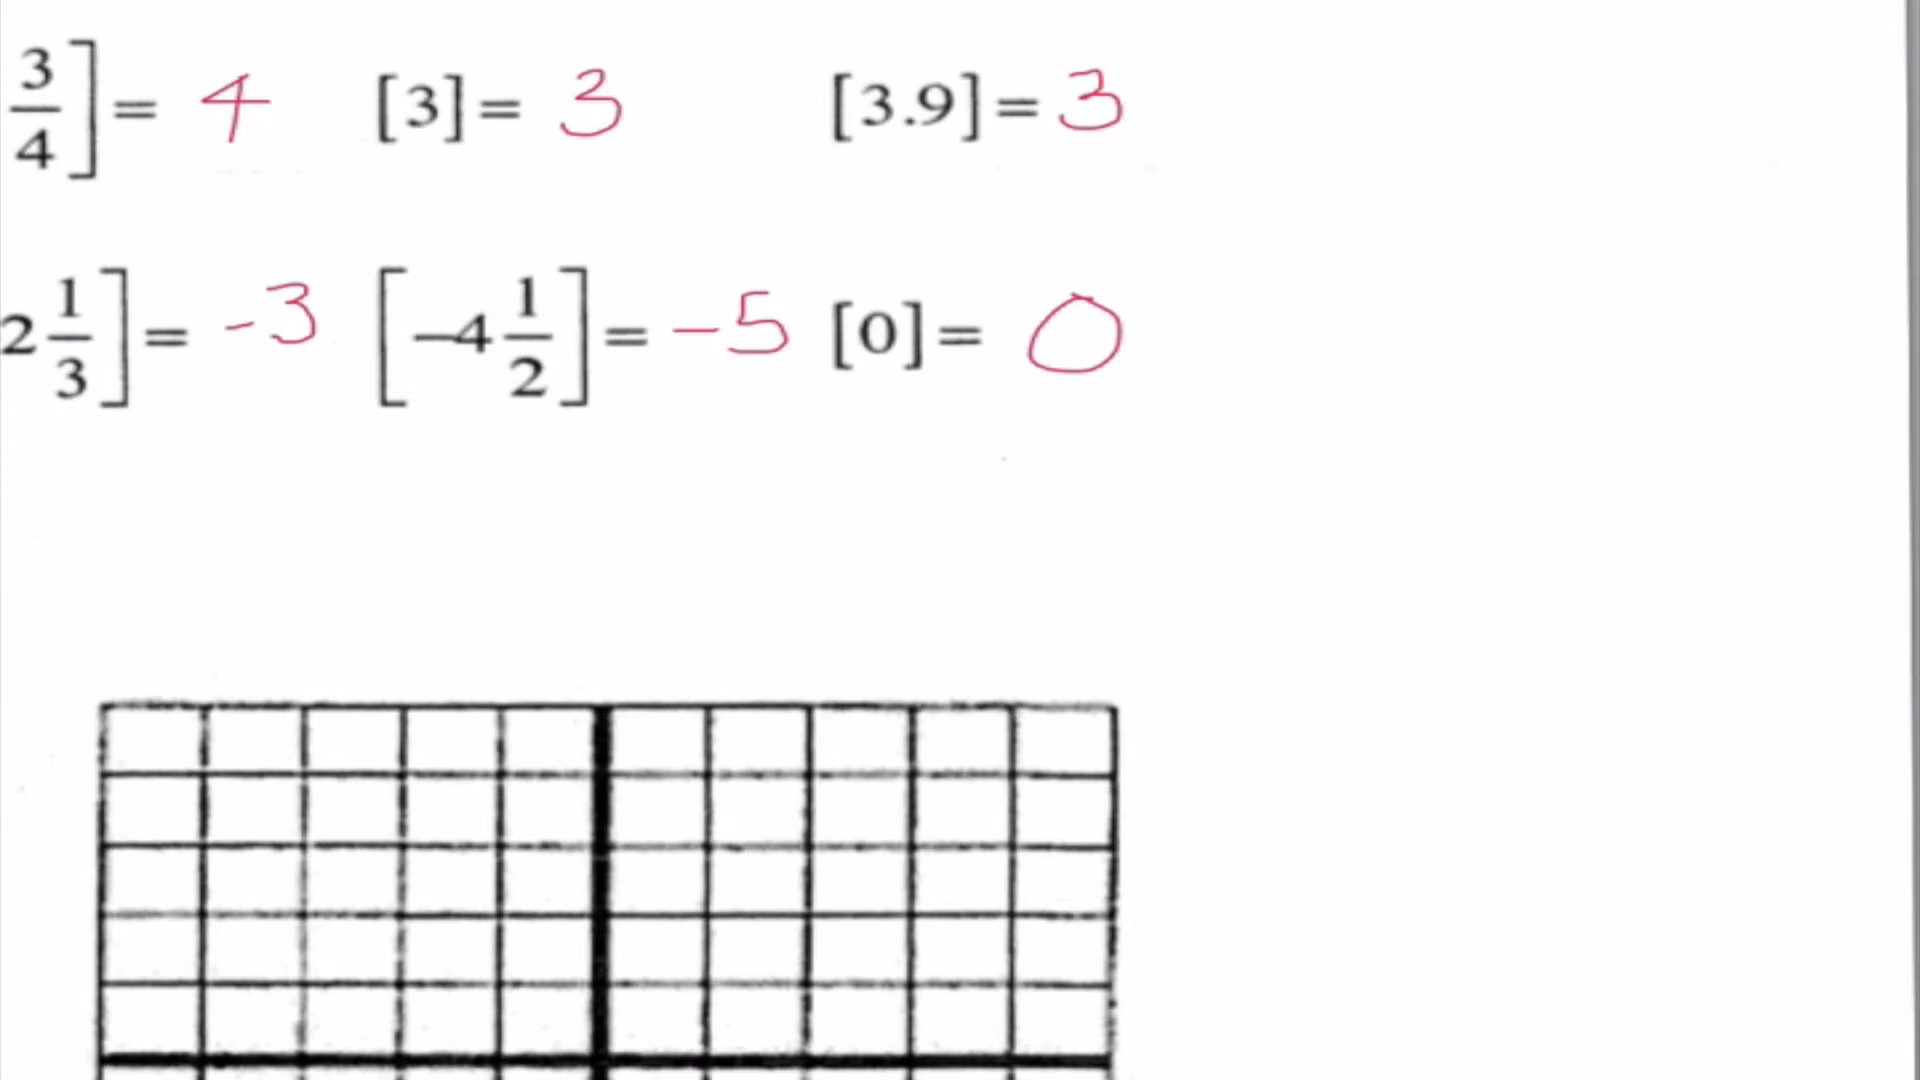 3/4] = 4 [3] = 3 [3.9] = 3
2 1/3] = -3 [-4 1/2] = -5 [0] = 0